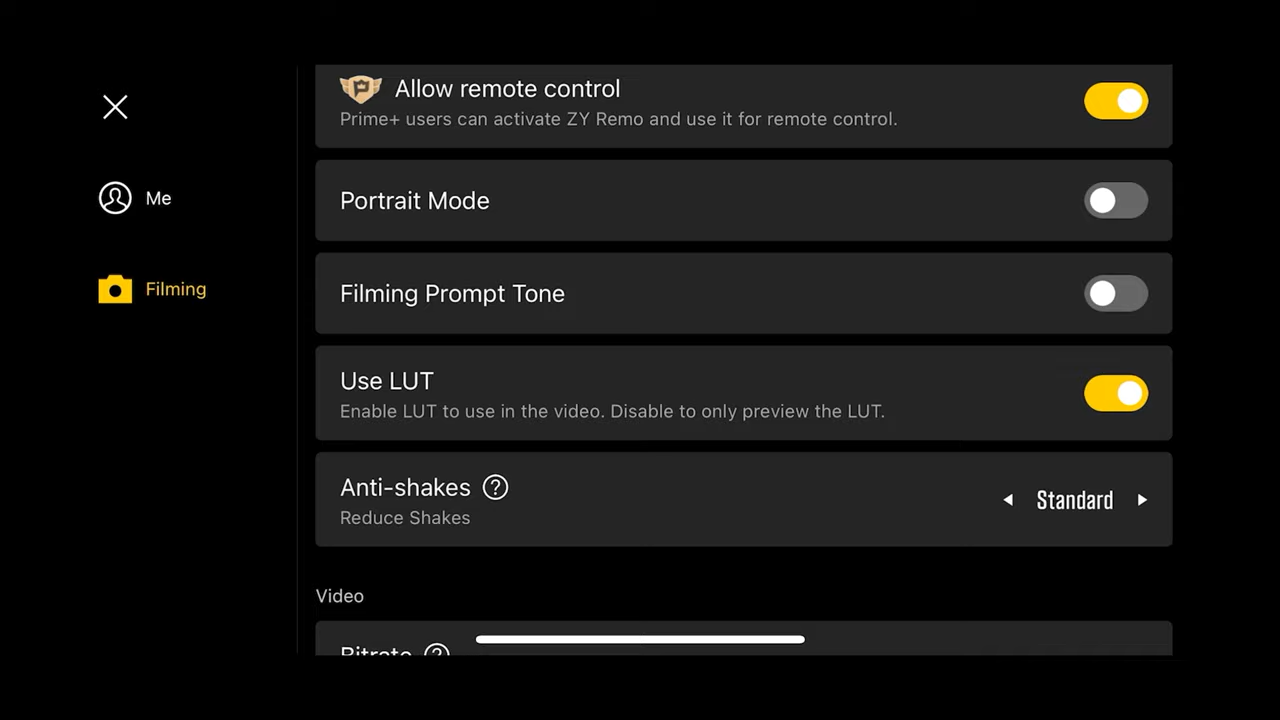 Allow remote control
Prime+ users can activate ZY Remo and use it for remote control.
Me
Portrait Mode
Filming
Filming Prompt Tone
Use LUT
Enable LUT to use in the video. Disable to only preview the LUT.
Anti-shakes ?
Reduce Shakes
◀ Standard ▶
Video
Bitrate ?